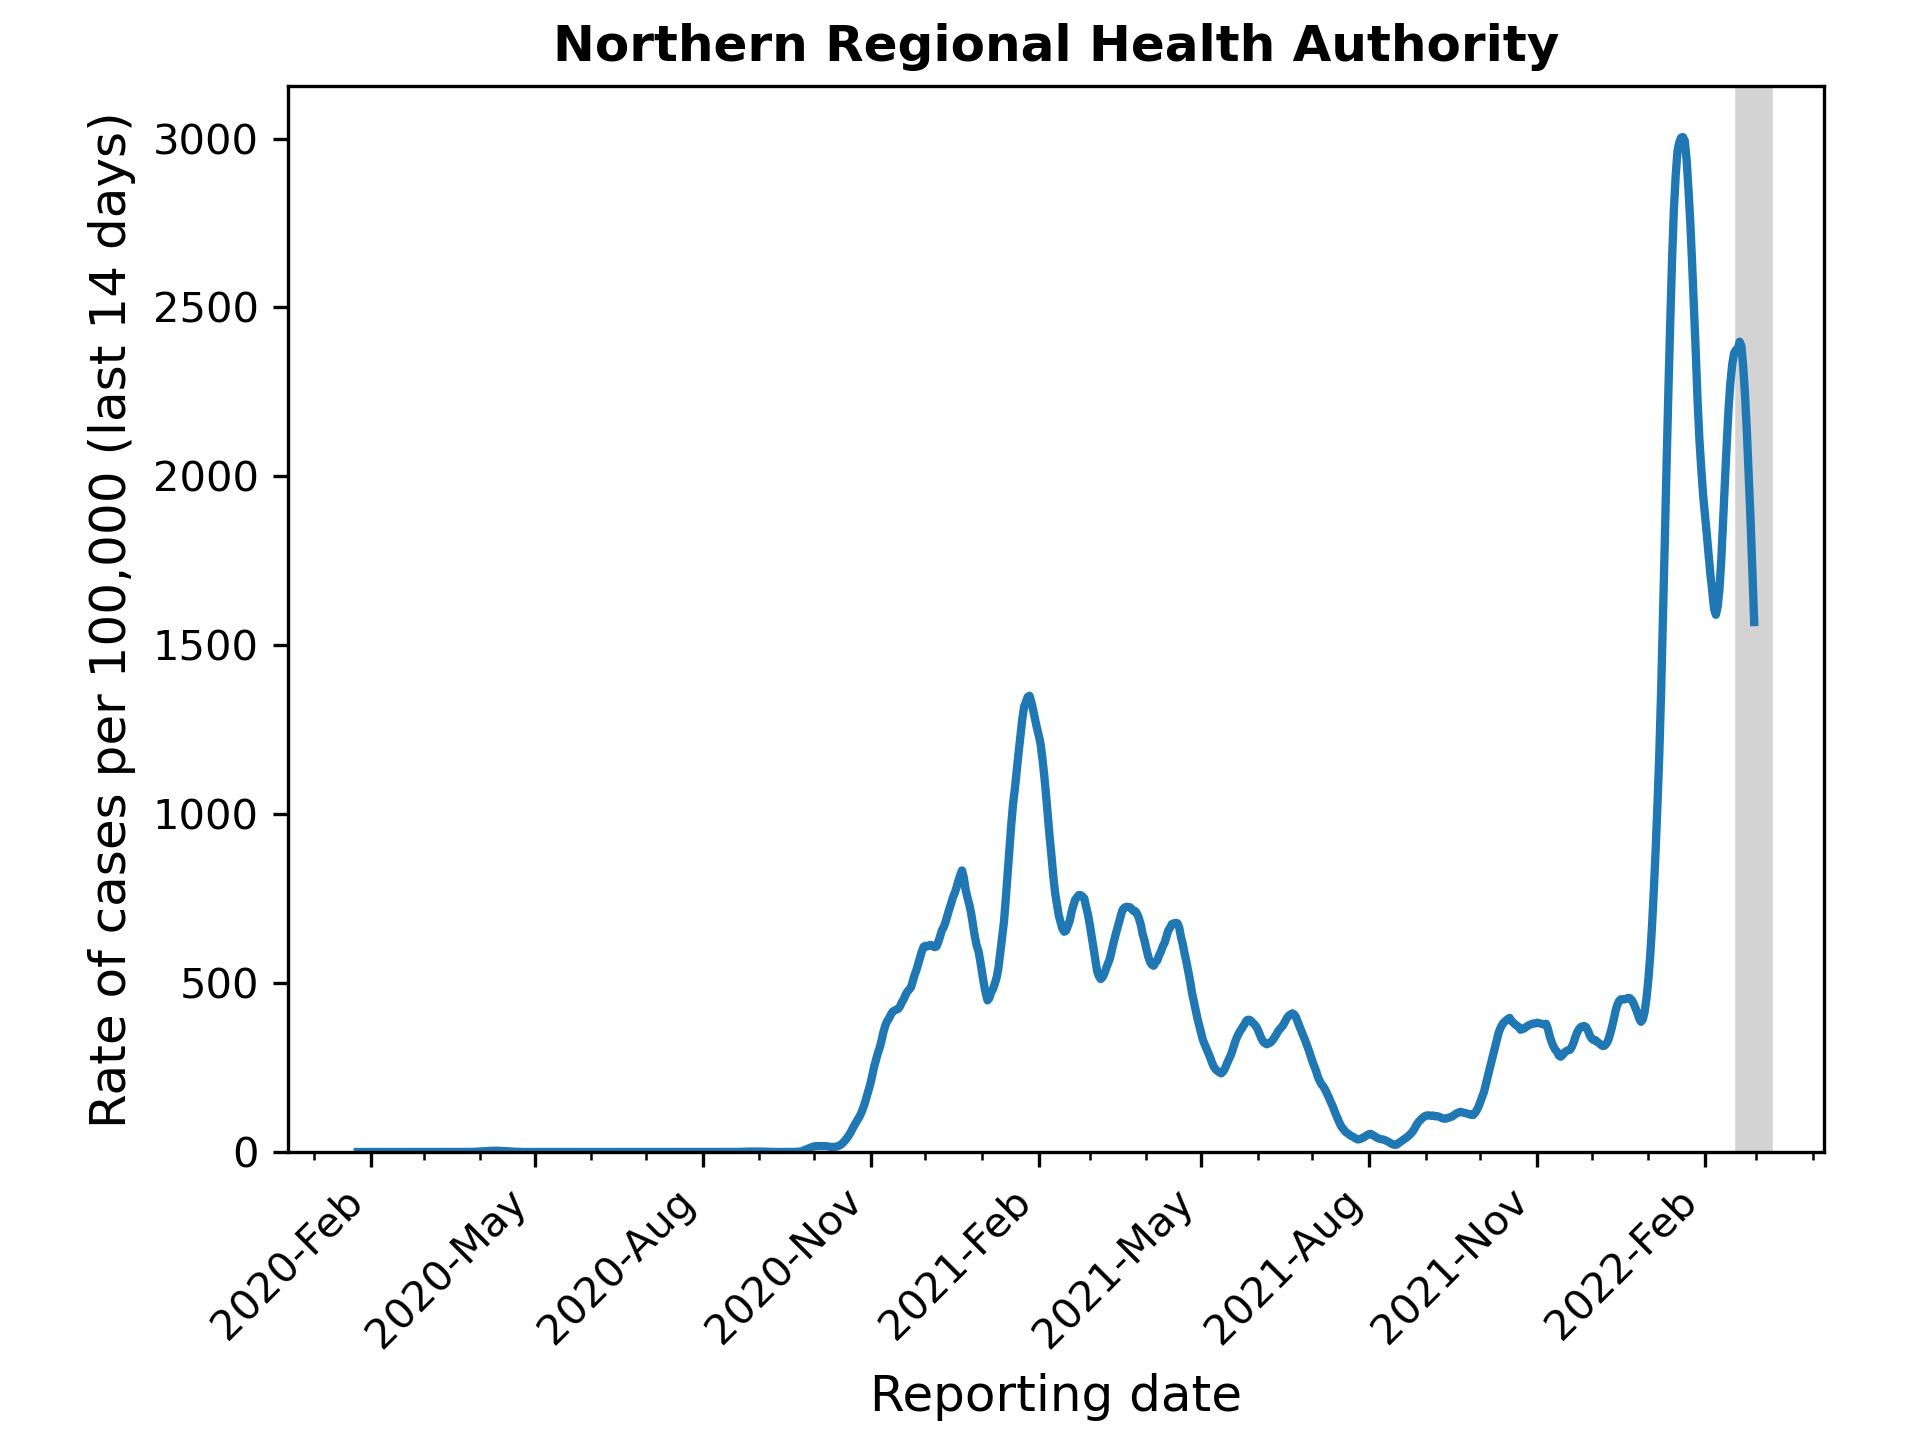 Northern Regional Health Authority
Rate of cases per 100,000 (last 14 days)
3000
2500
2000
1500
1000
500
0
2020-Feb
2020-May
2020-Aug
2020-Nov
2021-Feb
2021-May
2021-Aug
2021-Nov
2022-Feb
Reporting date